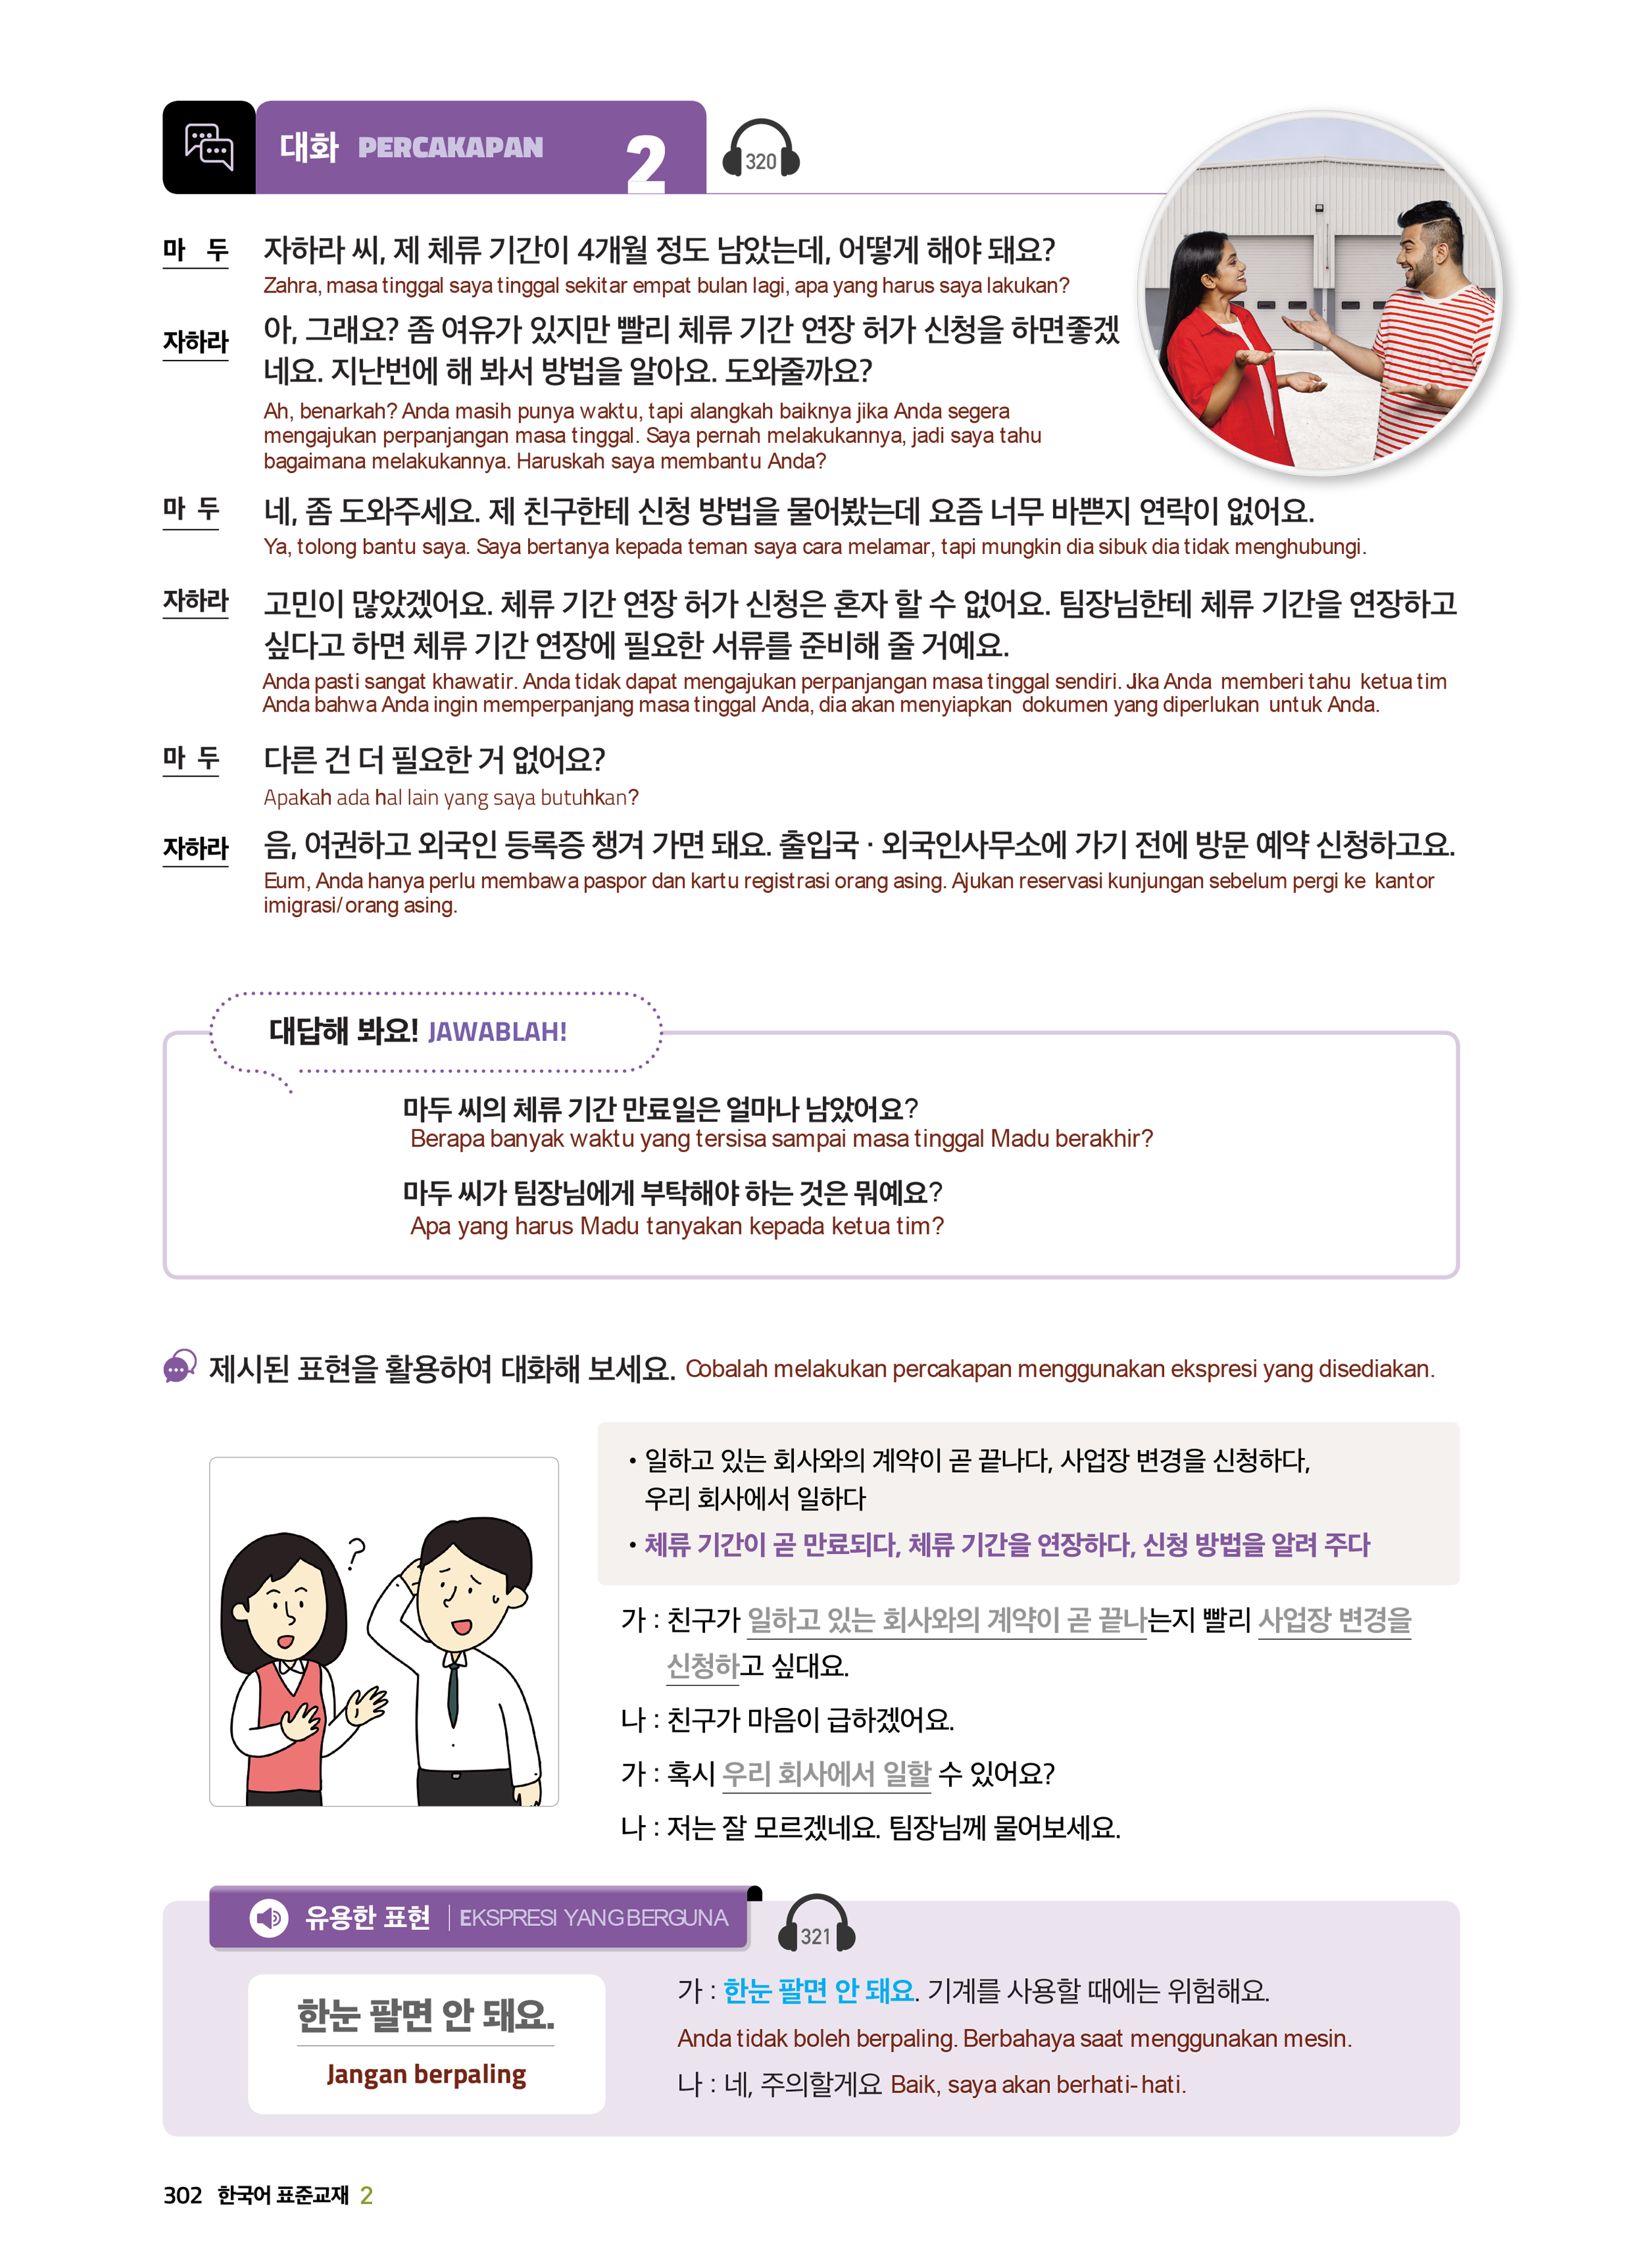 대화 PERCAKAPAN 2 320
마 두 자하라 씨, 제 체류 기간이 4개월 정도 남았는데, 어떻게 해야 돼요?
Zahra, masa tinggal saya tinggal sekitar empat bulan lagi, apa yang harus saya lakukan?
자하라 아, 그래요? 좀 여유가 있지만 빨리 체류 기간 연장 허가 신청을 하면좋겠
네요. 지난번에 해 봐서 방법을 알아요. 도와줄까요?
Ah, benarkah? Anda masih punya waktu, tapi alangkah baiknya jika Anda segera
mengajukan perpanjangan masa tinggal. Saya pernah melakukannya, jadi saya tahu
bagaimana melakukannya. Haruskah saya membantu Anda?
마 두 네, 좀 도와주세요. 제 친구한테 신청 방법을 물어봤는데 요즘 너무 바쁜지 연락이 없어요.
Ya, tolong bantu saya. Saya bertanya kepada teman saya cara melamar, tapi mungkin dia sibuk dia tidak menghubungi.
자하라 고민이 많았겠어요. 체류 기간 연장 허가 신청은 혼자 할 수 없어요. 팀장님한테 체류 기간을 연장하고
싶다고 하면 체류 기간 연장에 필요한 서류를 준비해 줄 거예요.
Anda pasti sangat khawatir. Anda tidak dapat mengajukan perpanjangan masa tinggal sendiri. Jika Anda memberi tahu ketua tim
Anda bahwa Anda ingin memperpanjang masa tinggal Anda, dia akan menyiapkan dokumen yang diperlukan untuk Anda.
마 두 다른 건 더 필요한 거 없어요?
Apakah ada hal lain yang saya butuhkan?
자하라 음, 여권하고 외국인 등록증 챙겨 가면 돼요. 출입국 · 외국인사무소에 가기 전에 방문 예약 신청하고요.
Eum, Anda hanya perlu membawa paspor dan kartu registrasi orang asing. Ajukan reservasi kunjungan sebelum pergi ke kantor
imigrasi/orang asing.
대답해 봐요! JAWABLAH!
마두 씨의 체류 기간 만료일은 얼마나 남았어요?
Berapa banyak waktu yang tersisa sampai masa tinggal Madu berakhir?
마두 씨가 팀장님에게 부탁해야 하는 것은 뭐예요?
Apa yang harus Madu tanyakan kepada ketua tim?
제시된 표현을 활용하여 대화해 보세요. Cobalah melakukan percakapan menggunakan ekspresi yang disediakan.
• 일하고 있는 회사와의 계약이 곧 끝나다, 사업장 변경을 신청하다,
우리 회사에서 일하다
• 체류 기간이 곧 만료되다, 체류 기간을 연장하다, 신청 방법을 알려 주다
?
가 : 친구가 일하고 있는 회사와의 계약이 곧 끝나는지 빨리 사업장 변경을
신청하고 싶대요.
나 : 친구가 마음이 급하겠어요.
가 : 혹시 우리 회사에서 일할 수 있어요?
나 : 저는 잘 모르겠네요. 팀장님께 물어보세요.
유용한 표현 EKSPRESI YANG BERGUNA 321
한눈 팔면 안 돼요.
Jangan berpaling
가 : 한눈 팔면 안 돼요. 기계를 사용할 때에는 위험해요.
Anda tidak boleh berpaling. Berbahaya saat menggunakan mesin.
나 : 네, 주의할게요 Baik, saya akan berhati-hati.
302 한국어 표준교재 2